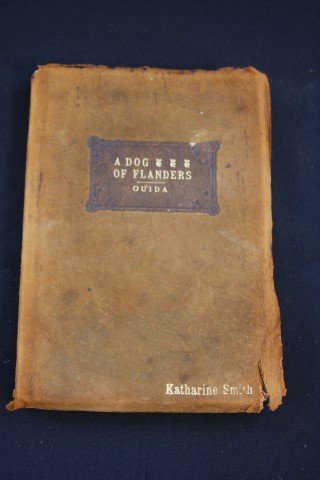 A DOG
OF FLANDERS
OUIDA
Katharine Smith